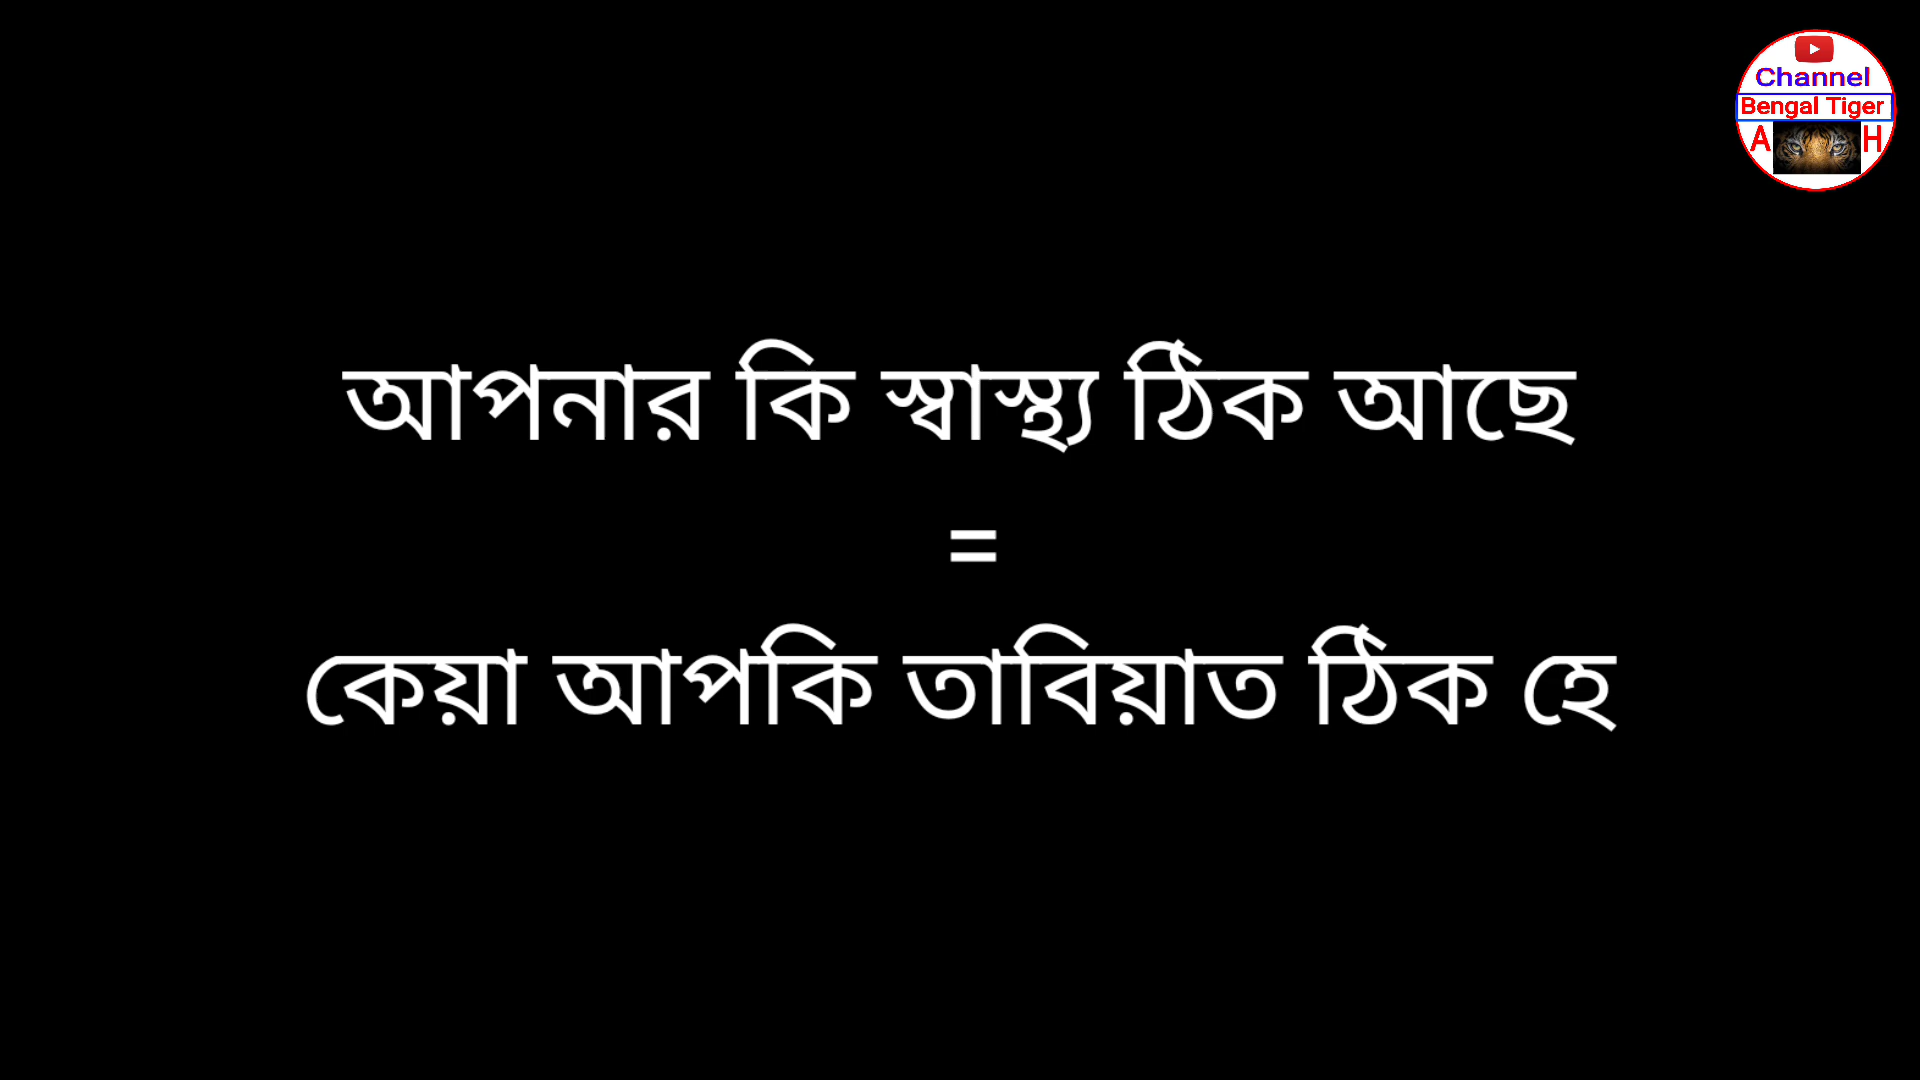 Channel
Bengal Tiger
A H
আপনার কি স্বাস্থ্য ঠিক আছে
=
কেয়া আপকি তাবিয়াত ঠিক হে